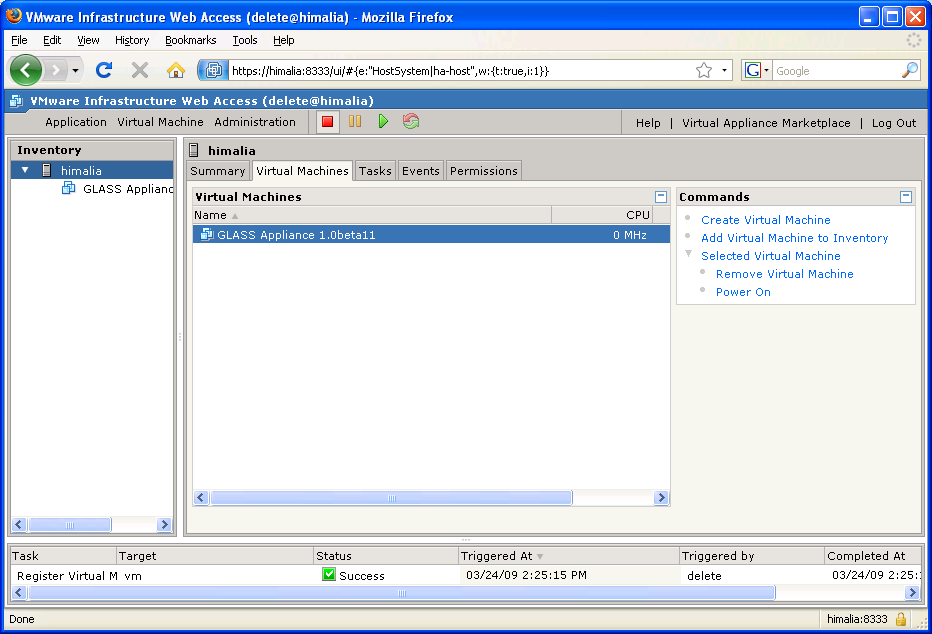 VMware Infrastructure Web Access (delete@himalia) - Mozilla Firefox
File Edit View History Bookmarks Tools Help
https://himalia:8333/ui/#{e:"HostSystem|ha-host",w:{t:true,i:1}} G Google
VMware Infrastructure Web Access (delete@himalia)
Application Virtual Machine Administration Help | Virtual Appliance Marketplace | Log Out
Inventory
himalia
GLASS Applianc
himalia
Summary Virtual Machines Tasks Events Permissions
Virtual Machines
Name CPU
GLASS Appliance 1.0beta11 0 MHz
Commands
Create Virtual Machine
Add Virtual Machine to Inventory
Selected Virtual Machine
Remove Virtual Machine
Power On
Task Target Status Triggered At Triggered by Completed At
Register Virtual M vm Success 03/24/09 2:25:15 PM delete 03/24/09 2:25:
Done himalia:8333